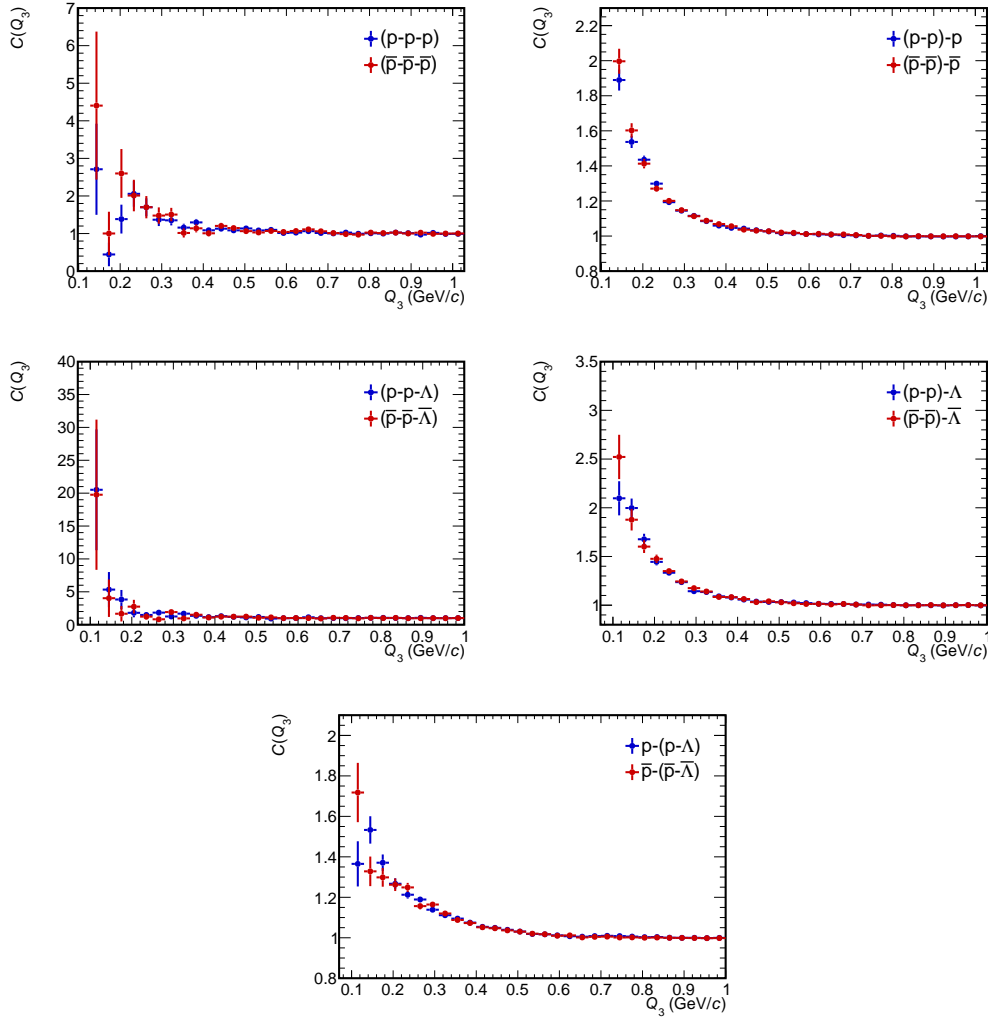 C(Q₃)
7
6
5
4
3
2
1
0
(p-p-p)
(p̅-p̅-p̅)
0.1 0.2 0.3 0.4 0.5 0.6 0.7 0.8 0.9 1
Q₃ (GeV/c)
C(Q₃)
2.2
2
1.8
1.6
1.4
1.2
1
0.8
(p-p)-p
(p̅-p̅)-p̅
0.1 0.2 0.3 0.4 0.5 0.6 0.7 0.8 0.9 1
Q₃ (GeV/c)
C(Q₃)
40
35
30
25
20
15
10
5
0
(p-p-Λ)
(p̅-p̅-Λ̅)
0.1 0.2 0.3 0.4 0.5 0.6 0.7 0.8 0.9 1
Q₃ (GeV/c)
C(Q₃)
3.5
3
2.5
2
1.5
1
(p-p)-Λ
(p̅-p̅)-Λ̅
0.1 0.2 0.3 0.4 0.5 0.6 0.7 0.8 0.9 1
Q₃ (GeV/c)
C(Q₃)
2
1.8
1.6
1.4
1.2
1
0.8
p-(p-Λ)
p̅-(p̅-Λ̅)
0.1 0.2 0.3 0.4 0.5 0.6 0.7 0.8 0.9 1
Q₃ (GeV/c)